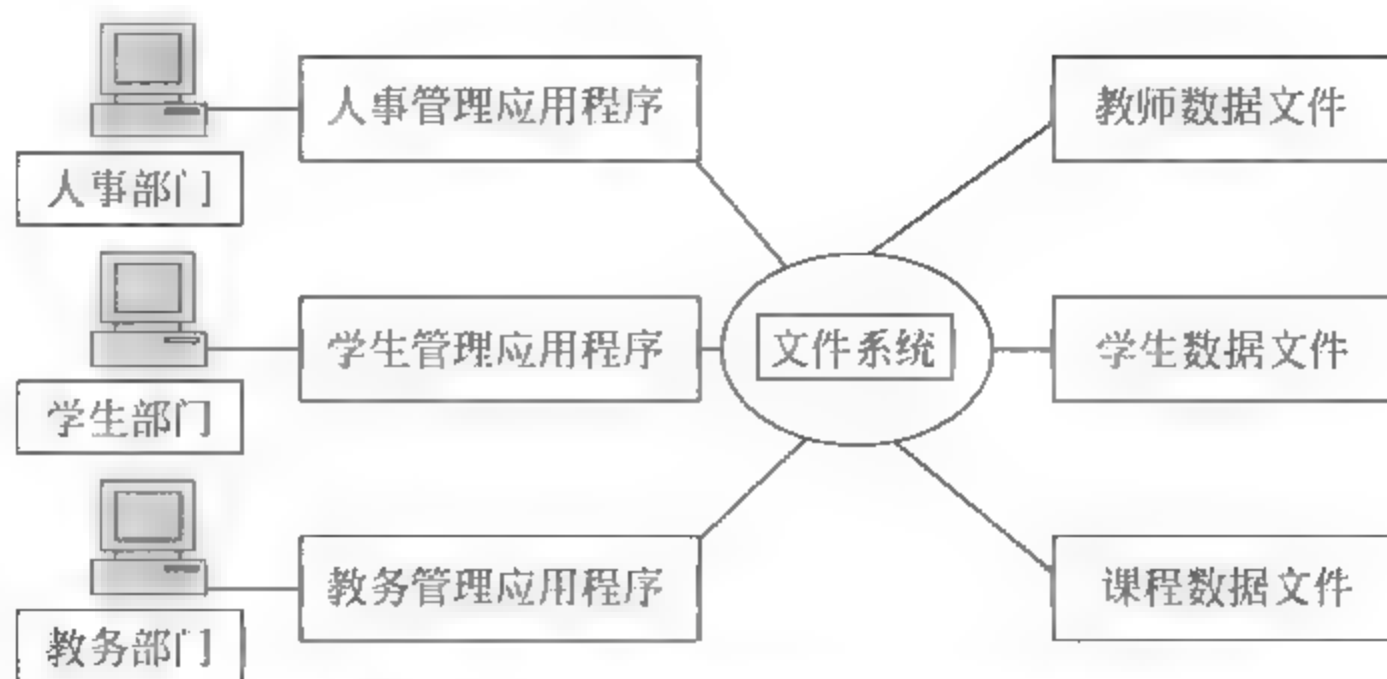 人事管理应用程序
教师数据文件
人事部门
学生管理应用程序
文件系统
学生数据文件
学生部门
教务管理应用程序
课程数据文件
教务部门